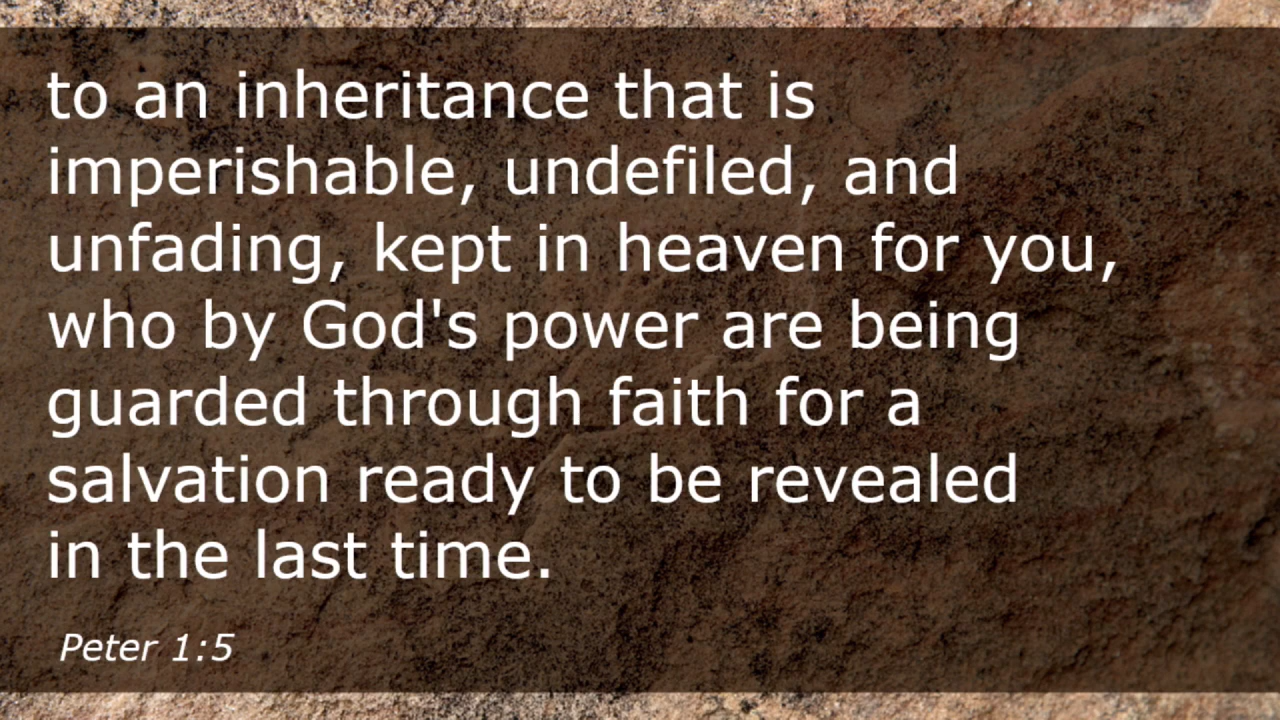 to an inheritance that is
imperishable, undefiled, and
unfading, kept in heaven for you,
who by God's power are being
guarded through faith for a
salvation ready to be revealed
in the last time.
Peter 1:5